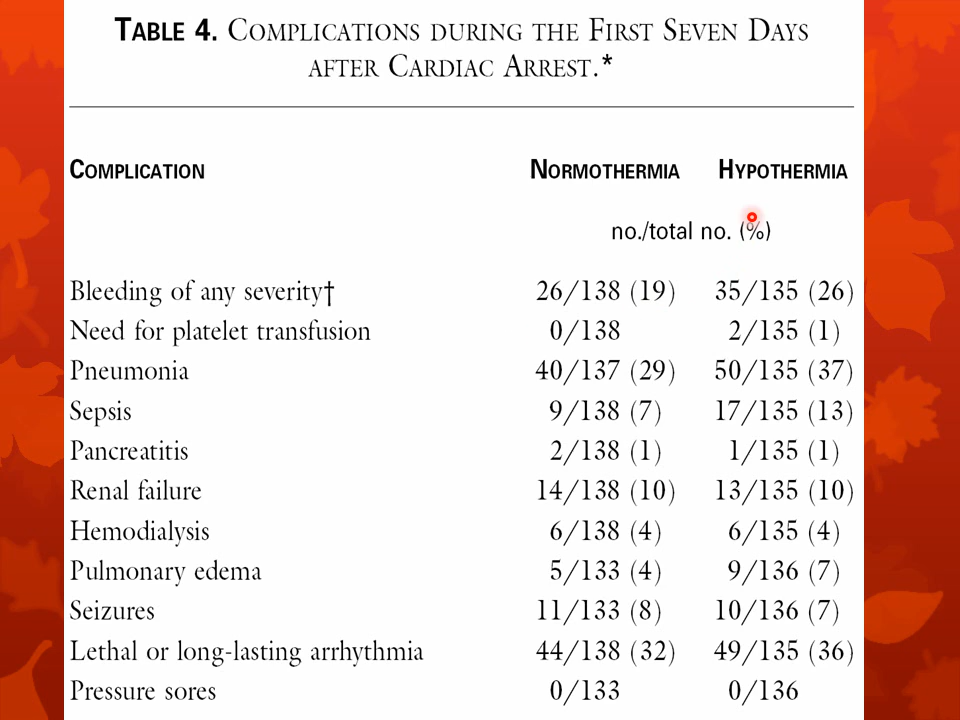 TABLE 4. COMPLICATIONS DURING THE FIRST SEVEN DAYS
AFTER CARDIAC ARREST.*
COMPLICATION NORMOTHERMIA HYPOTHERMIA
no./total no. (%)
Bleeding of any severity† 26/138 (19) 35/135 (26)
Need for platelet transfusion 0/138 2/135 (1)
Pneumonia 40/137 (29) 50/135 (37)
Sepsis 9/138 (7) 17/135 (13)
Pancreatitis 2/138 (1) 1/135 (1)
Renal failure 14/138 (10) 13/135 (10)
Hemodialysis 6/138 (4) 6/135 (4)
Pulmonary edema 5/133 (4) 9/136 (7)
Seizures 11/133 (8) 10/136 (7)
Lethal or long-lasting arrhythmia 44/138 (32) 49/135 (36)
Pressure sores 0/133 0/136